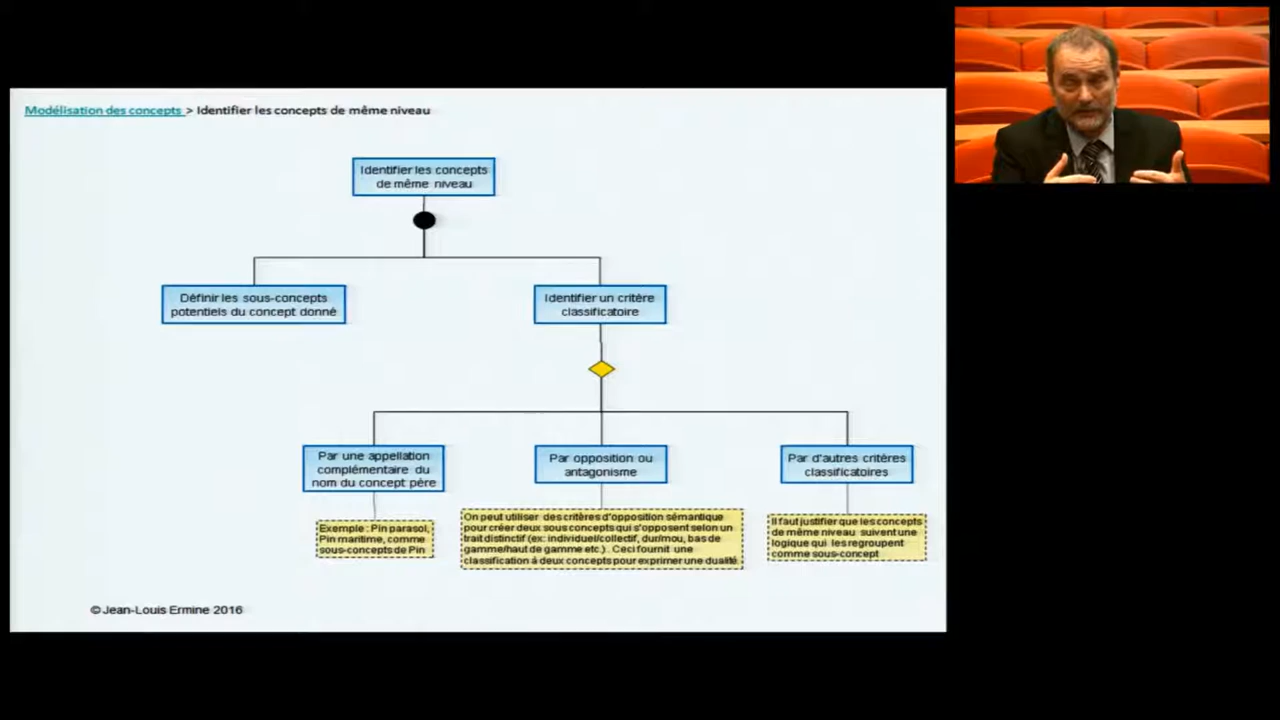 Modélisation des concepts > Identifier les concepts de même niveau
Identifier les concepts
de même niveau
Définir les sous-concepts
potentiels du concept donné
Identifier un critère
classificatoire
Par une appellation
complémentaire du
nom du concept père
Par opposition ou
antagonisme
Par d'autres critères
classificatoires
Exemple : Pin parasol,
Pin maritime, comme
sous-concepts de Pin
On peut utiliser des critères d'opposition sémantique
pour créer deux sous concepts qui s'opposent selon un
trait distinctif (ex: individuel/collectif, dur/mou, bas de
gamme/haut de gamme etc.) . Ceci fournit une
classification à deux concepts pour exprimer une dualité.
Il faut justifier que les concepts
de même niveau suivent une
logique qui les regroupent
comme sous-concept
© Jean-Louis Ermine 2016